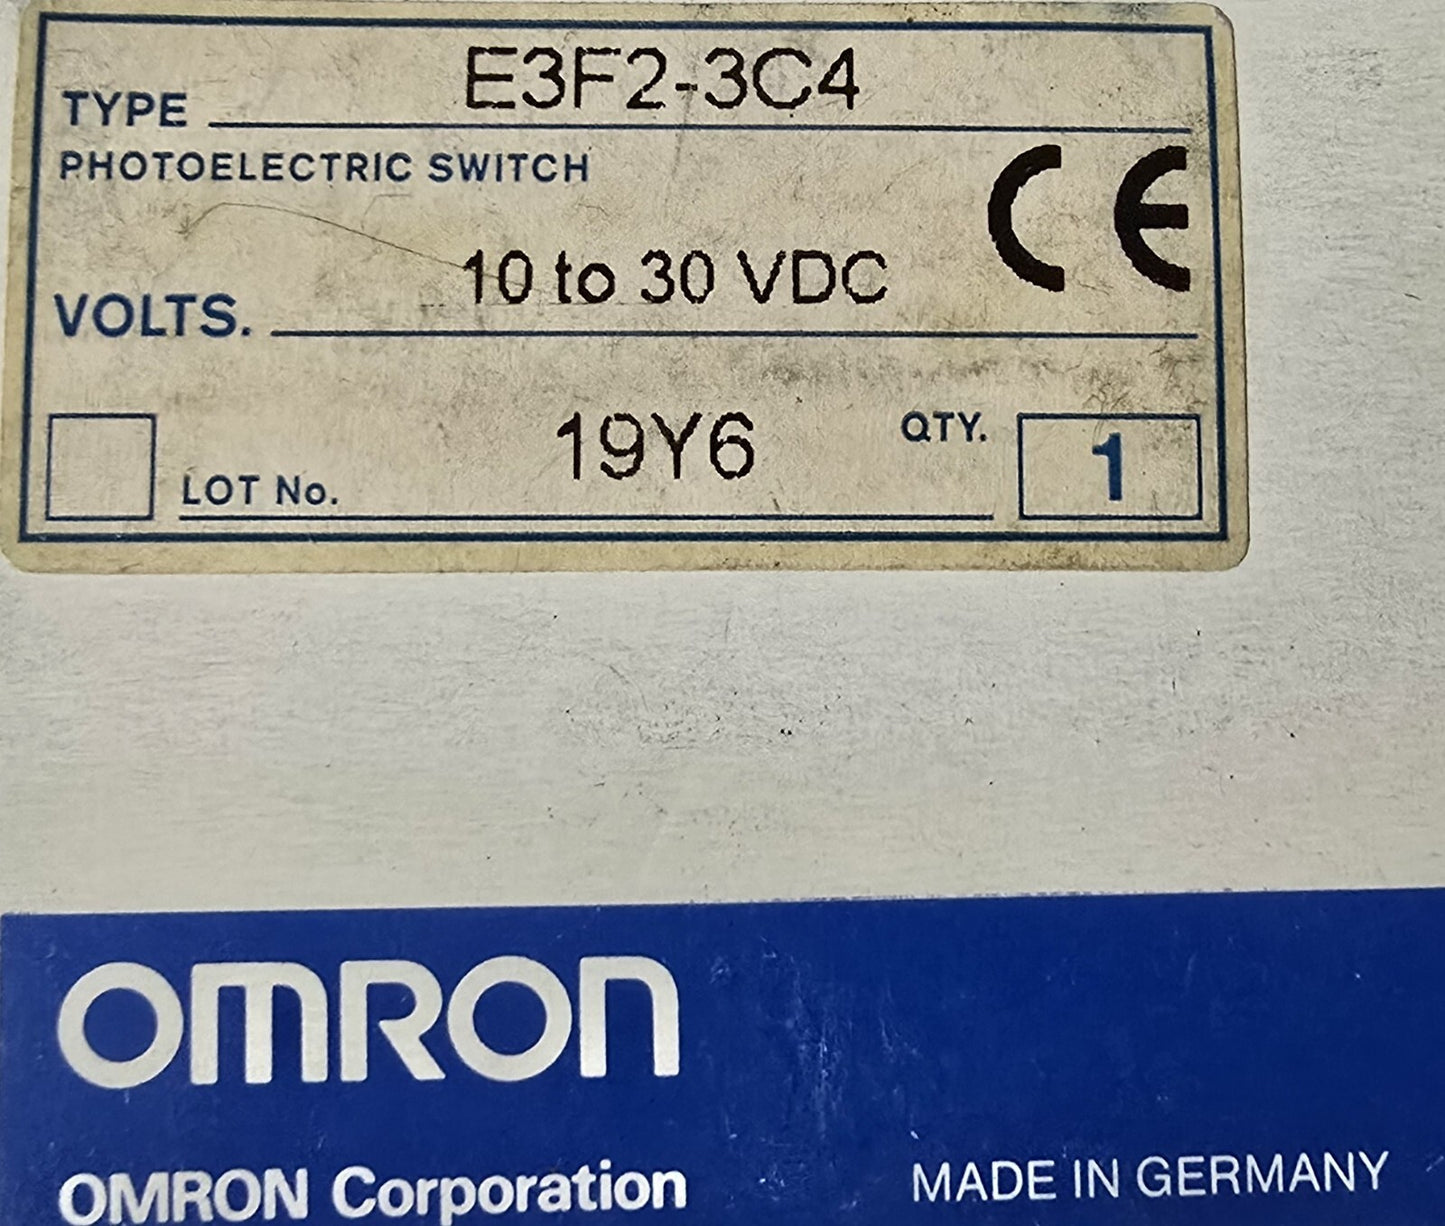 TYPE E3F2-3C4
PHOTOELECTRIC SWITCH
CE
VOLTS. 10 to 30 VDC
LOT No. 19Y6 QTY. 1
OMRON
OMRON Corporation MADE IN GERMANY